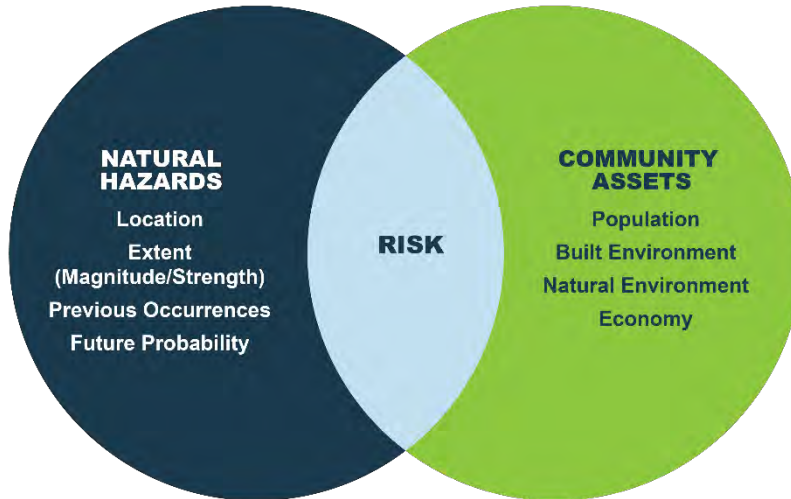 NATURAL
HAZARDS
Location
Extent
(Magnitude/Strength)
Previous Occurrences
Future Probability
RISK
COMMUNITY
ASSETS
Population
Built Environment
Natural Environment
Economy